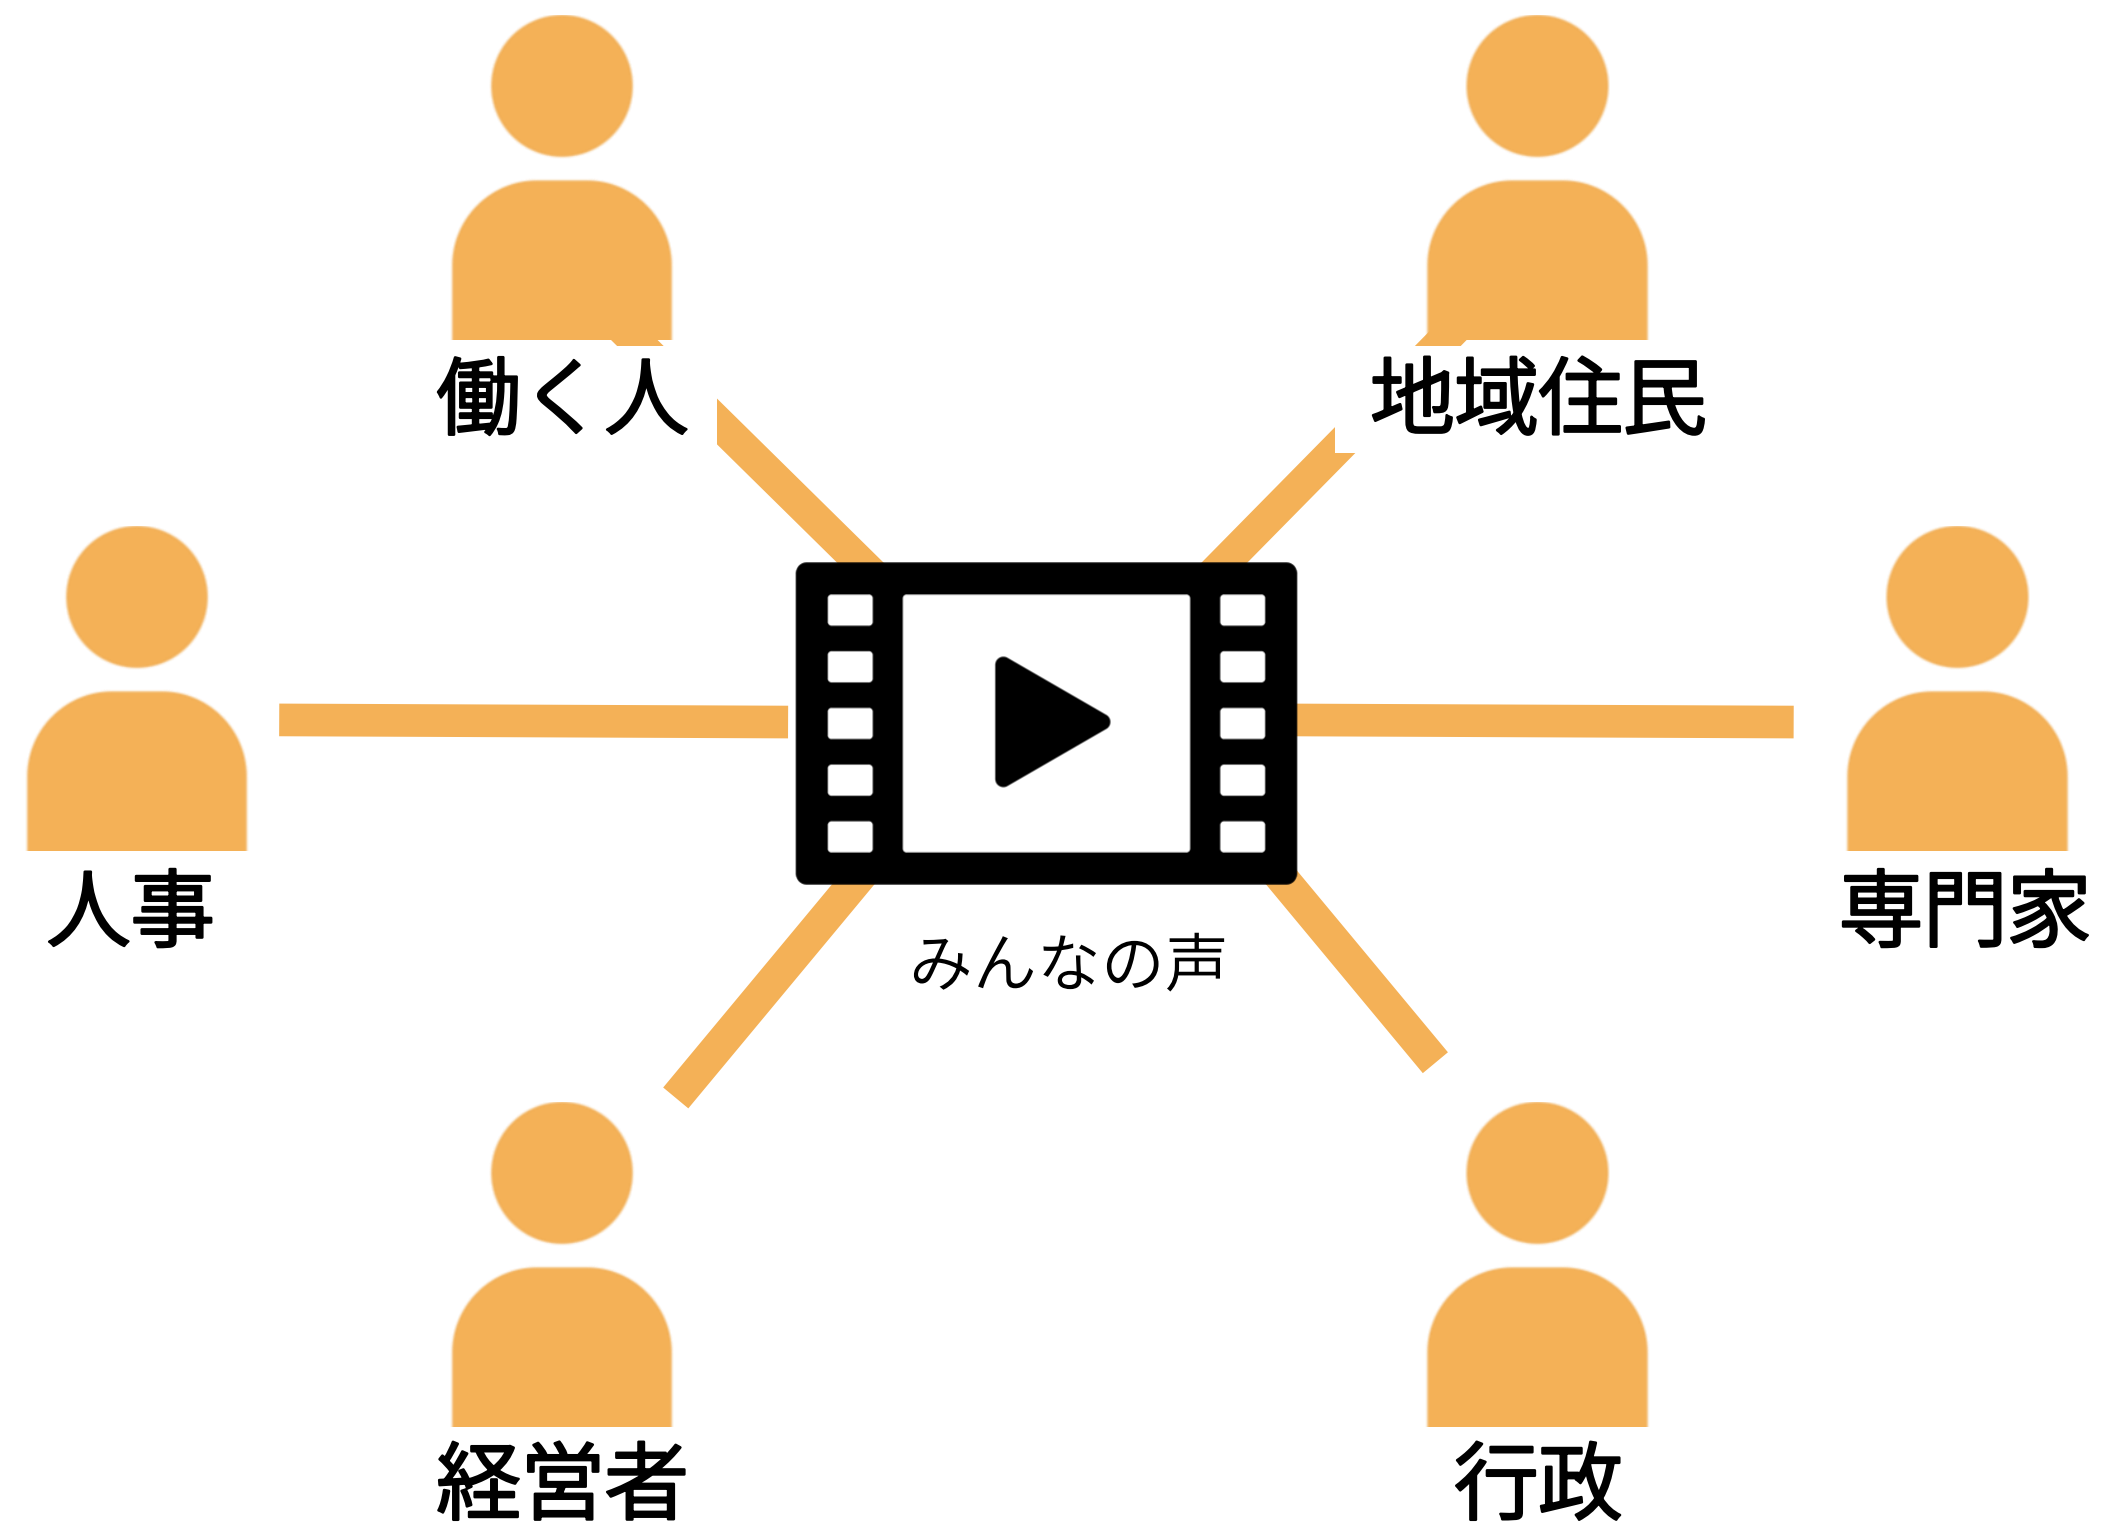 働く人
地域住民
人事
専門家
みんなの声
経営者
行政